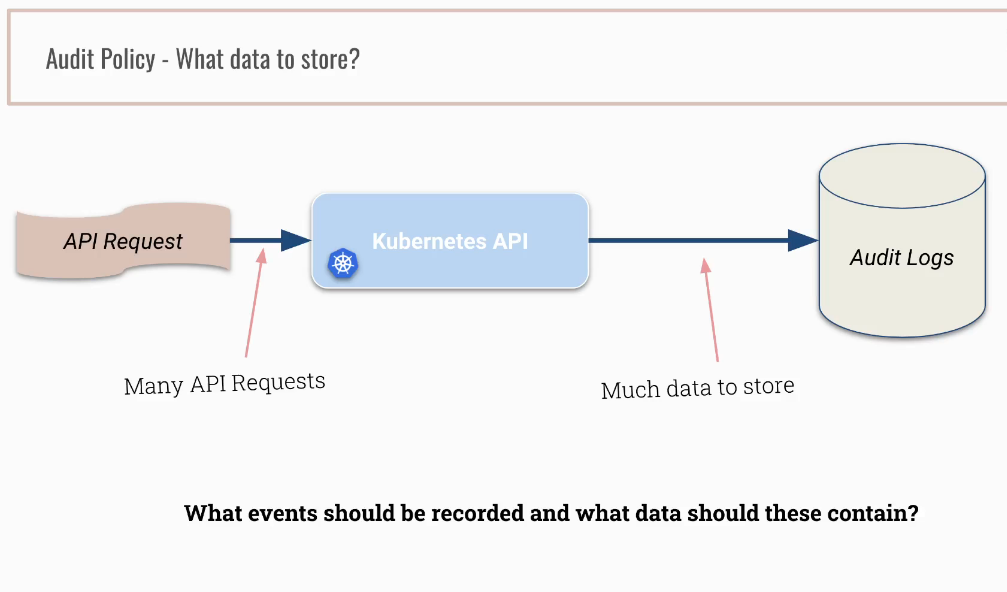 Audit Policy - What data to store?
API Request
Kubernetes API
Audit Logs
Many API Requests
Much data to store
What events should be recorded and what data should these contain?